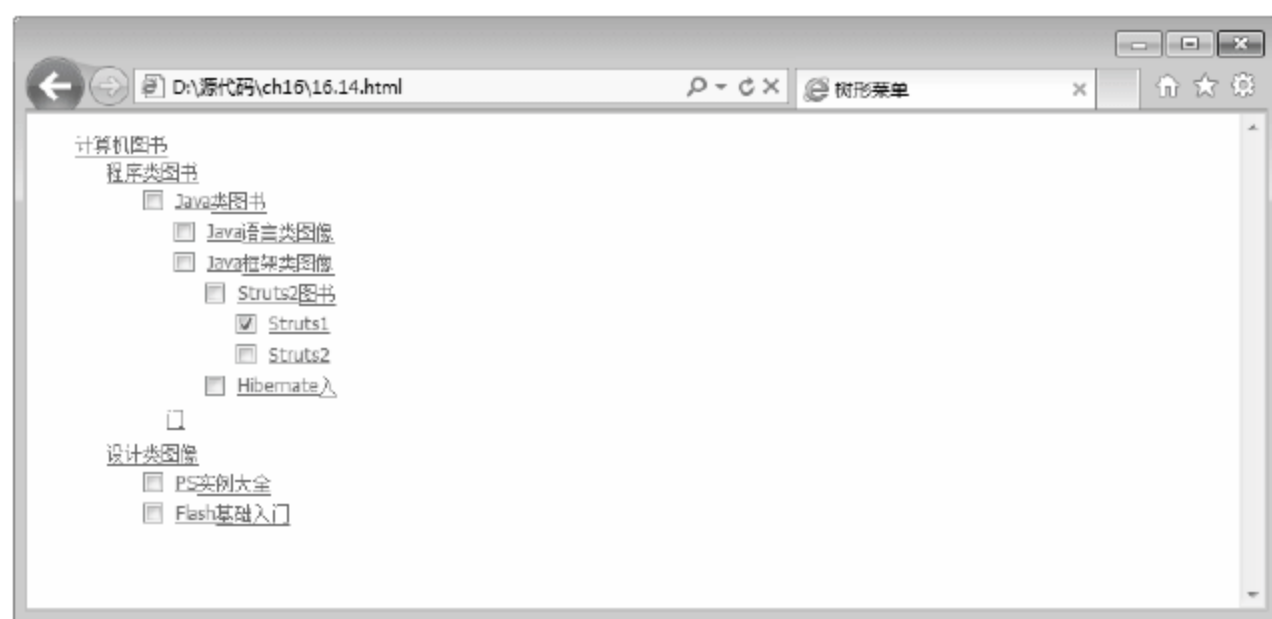 D:\源代码\ch16\16.14.html
树形菜单
计算机图书
程序类图书
Java类图书
Java语言类图像
Java框架类图像
Struts2图书
Struts1
Struts2
Hibernate入
门
设计类图像
PS实例大全
Flash基础入门